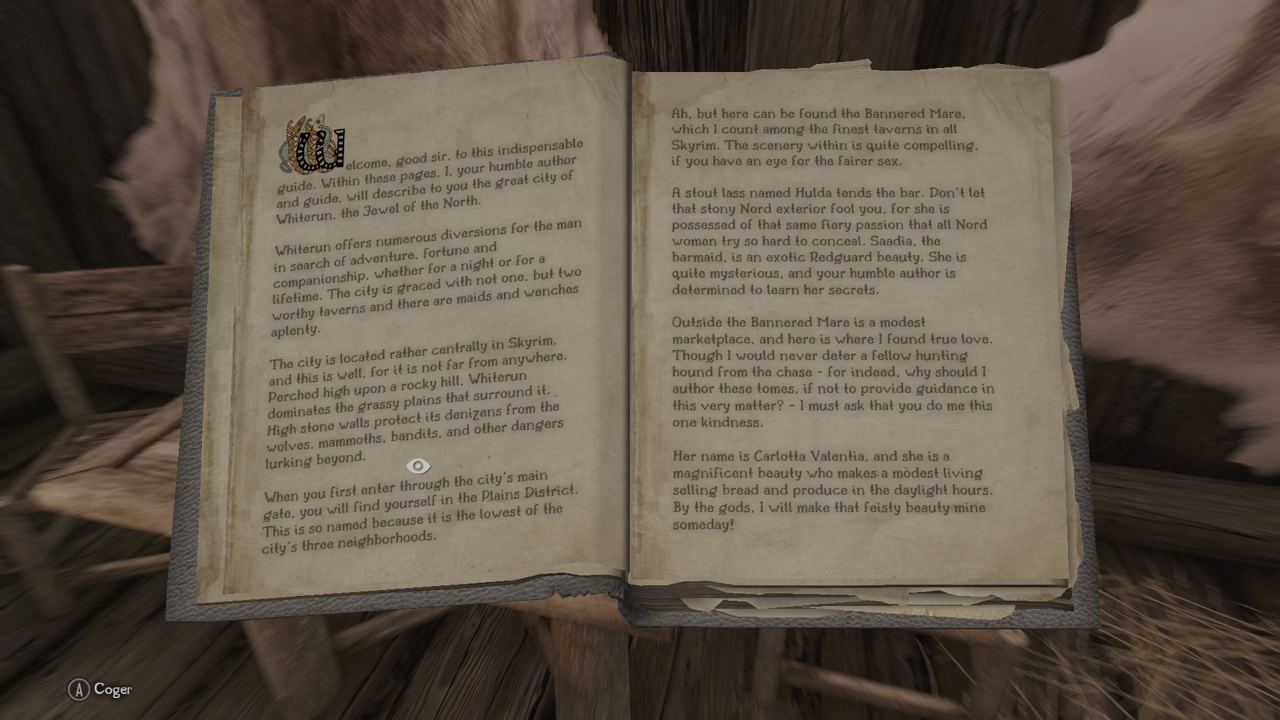 Welcome, good sir, to this indispensable
guide. Within these pages, I, your humble author
and guide, will describe to you the great city of
Whiterun, the Jewel of the North.
Whiterun offers numerous diversions for the man
in search of adventure, fortune and
companionship, whether for a night or for a
lifetime. The city is graced with not one, but two
worthy taverns and there are maids and wenches
aplenty.
The city is located rather centrally in Skyrim,
and this is well, for it is not far from anywhere.
Perched high upon a rocky hill, Whiterun
dominates the grassy plains that surround it.
High stone walls protect its denizens from the
wolves, mammoths, bandits, and other dangers
lurking beyond.
When you first enter through the city's main
gate, you will find yourself in the Plains District.
This is so named because it is the lowest of the
city's three neighborhoods.
Ah, but here can be found the Bannered Mare,
which I count among the finest taverns in all
Skyrim. The scenery within is quite compelling,
if you have an eye for the fairer sex.
A stout lass named Hulda tends the bar. Don't let
that stony Nord exterior fool you, for she is
possessed of that same fiery passion that all Nord
women try so hard to conceal. Saadia, the
barmaid, is an exotic Redguard beauty. She is
quite mysterious, and your humble author is
determined to learn her secrets.
Outside the Bannered Mare is a modest
marketplace, and here is where I found true love.
Though I would never deter a fellow hunting
hound from the chase - for indeed, why should I
author these tomes, if not to provide guidance in
this very matter? - I must ask that you do me this
one kindness.
Her name is Carlotta Valentia, and she is a
magnificent beauty who makes a modest living
selling bread and produce in the daylight hours.
By the gods, I will make that feisty beauty mine
someday!
A Coger